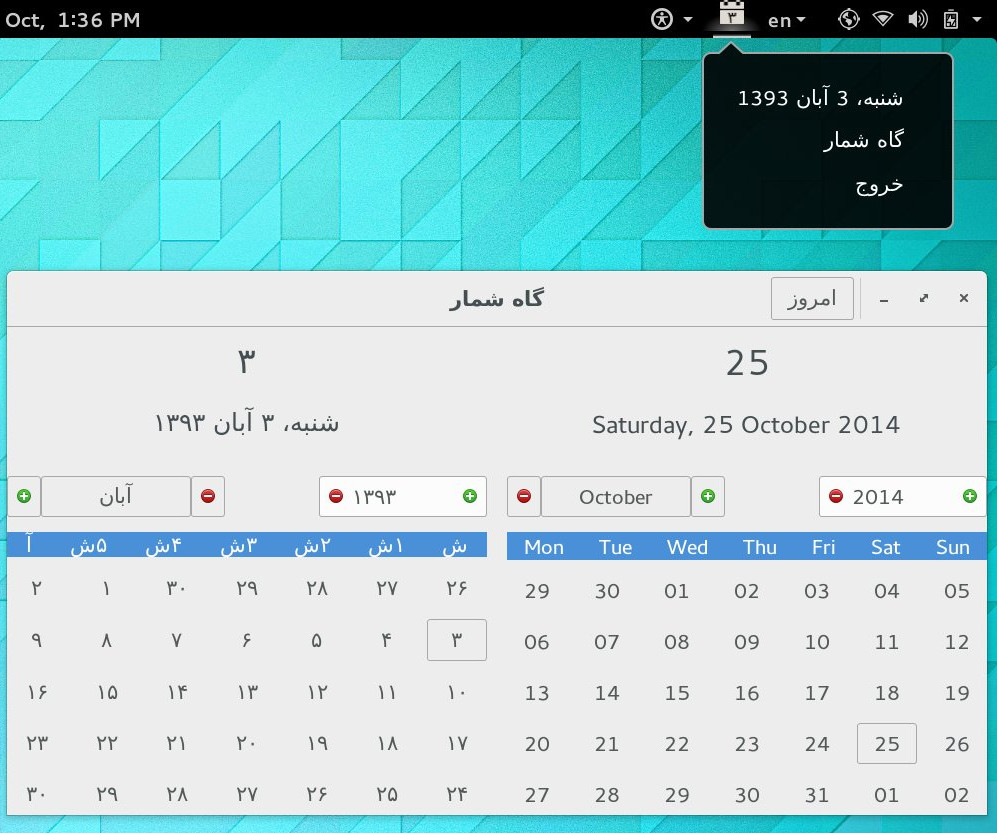 Oct, 1:36 PM ۳ en
شنبه، 3 آبان 1393
گاه شمار
خروج
گاه شمار
امروز
۳
شنبه، ۳ آبان ۱۳۹۳
آبان
۱۳۹۳
ش ۱ش ۲ش ۳ش ۴ش ۵ش آ
۲۶ ۲۷ ۲۸ ۲۹ ۳۰ ۱ ۲
۳ ۴ ۵ ۶ ۷ ۸ ۹
۱۰ ۱۱ ۱۲ ۱۳ ۱۴ ۱۵ ۱۶
۱۷ ۱۸ ۱۹ ۲۰ ۲۱ ۲۲ ۲۳
۲۴ ۲۵ ۲۶ ۲۷ ۲۸ ۲۹ ۳۰
25
Saturday, 25 October 2014
October
2014
Mon Tue Wed Thu Fri Sat Sun
29 30 01 02 03 04 05
06 07 08 09 10 11 12
13 14 15 16 17 18 19
20 21 22 23 24 25 26
27 28 29 30 31 01 02